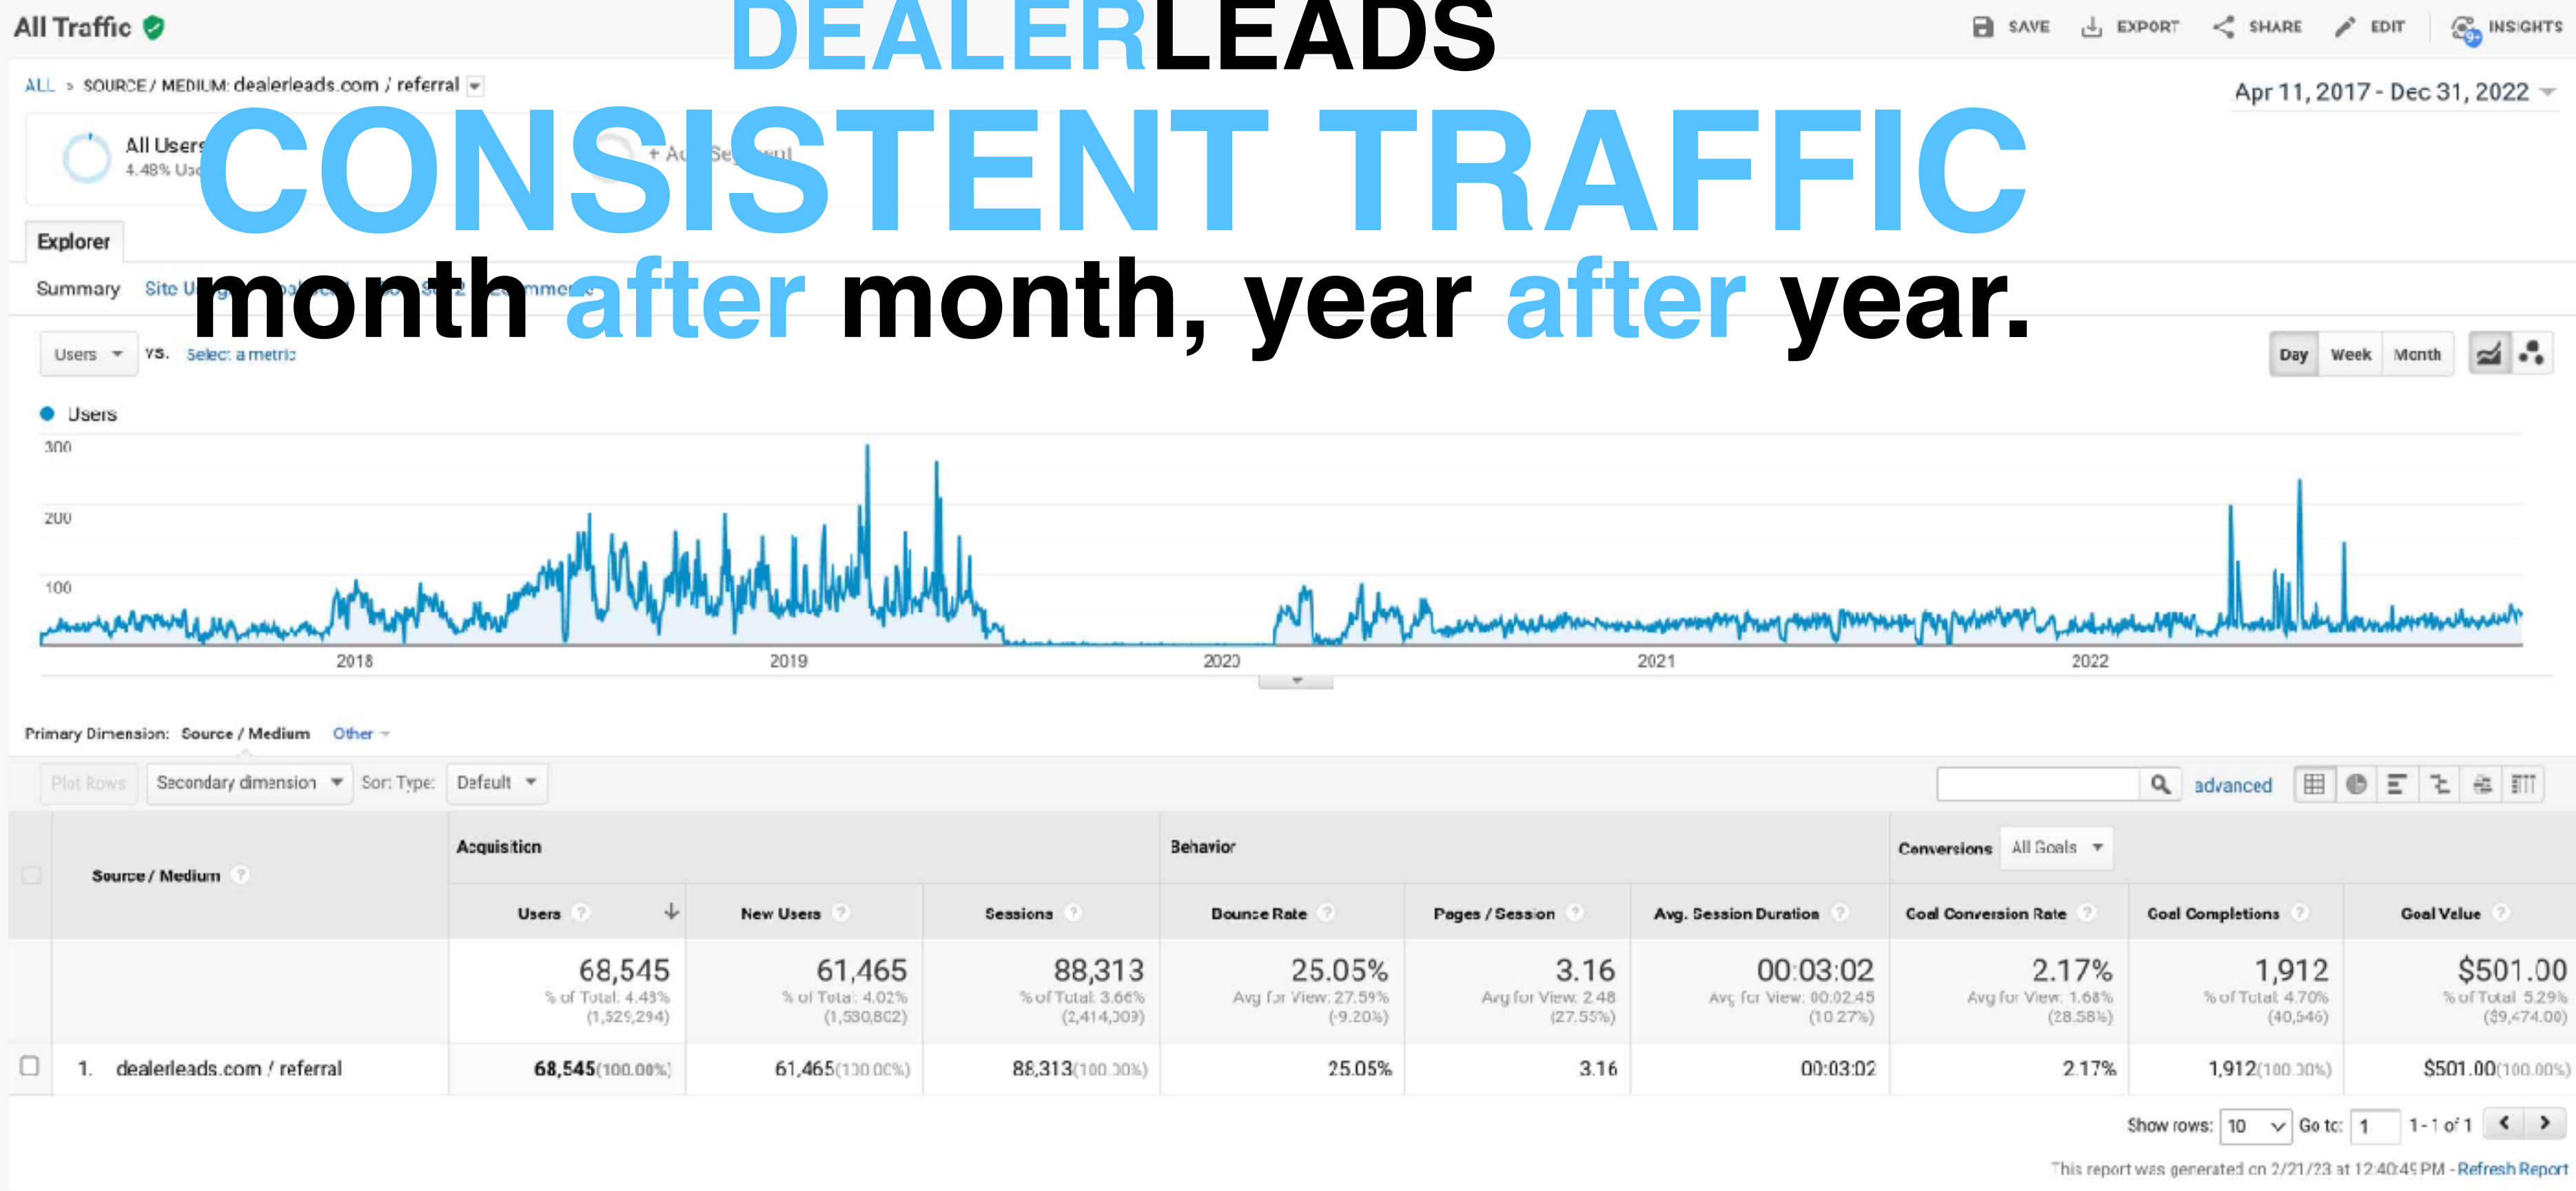 DEALERLEADS
All Traffic
SAVE EXPORT SHARE EDIT INSIGHTS
9+
ALL » SOURCE / MEDIUM: dealerleads.com / referral
Apr 11, 2017 - Dec 31, 2022
CONSISTENT TRAFFIC
All Users
4.48%
Explorer
month after month, year after year.
Summary
Users VS. Select a metric
Day Week Month
Users
300
200
100
2018 2019 2020 2021 2022
Primary Dimension: Source / Medium Other
Plot Rows Secondary dimension Sort Type: Default
advanced
Acquisition Behavior Conversions All Goals
Source / Medium ?
Users ? New Users ? Sessions ? Bounce Rate ? Pages / Session ? Avg. Session Duration ? Goal Conversion Rate ? Goal Completions ? Goal Value ?
68,545 61,465 88,313 25.05% 3.16 00:03:02 2.17% 1,912 $501.00
% of Total: 4.48% % of Total: 4.02% % of Total: 3.66% Avg for View: 27.59% Avg for View: 2.48 Avg for View: 00:02:45 Avg for View: 1.68% % of Total: 4.70% % of Total: 5.29%
(1,529,294) (1,530,802) (2,414,009) (-9.20%) (27.55%) (10.27%) (28.58%) (40,646) ($9,474.00)
1. dealerleads.com / referral 68,545(100.00%) 61,465(100.00%) 88,313(100.00%) 25.05% 3.16 00:03:02 2.17% 1,912(100.00%) $501.00(100.00%)
Show rows: 10 Go to: 1 1 - 1 of 1
This report was generated on 2/21/23 at 12:40:49 PM - Refresh Report